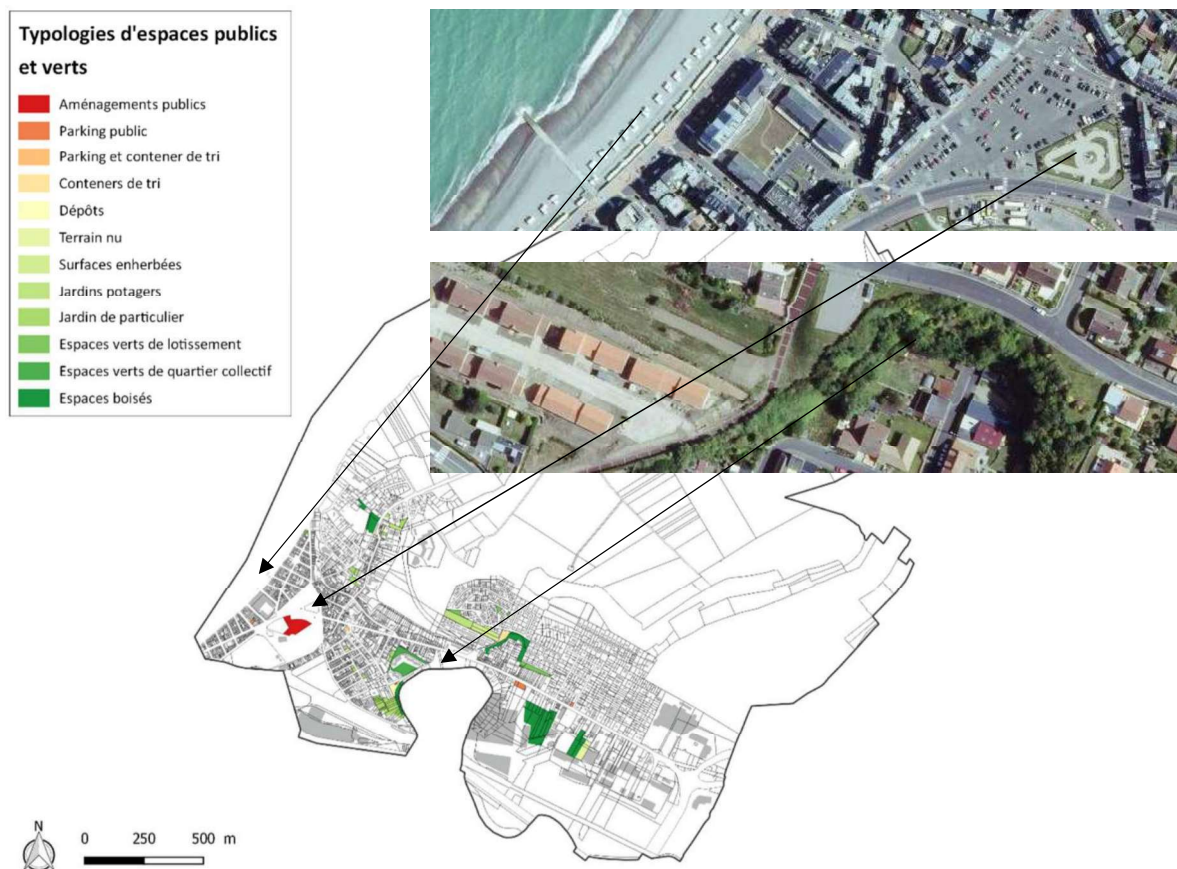 Typologies d'espaces publics
et verts
Aménagements publics
Parking public
Parking et contener de tri
Conteners de tri
Dépôts
Terrain nu
Surfaces enherbées
Jardins potagers
Jardin de particulier
Espaces verts de lotissement
Espaces verts de quartier collectif
Espaces boisés
N
0 250 500 m